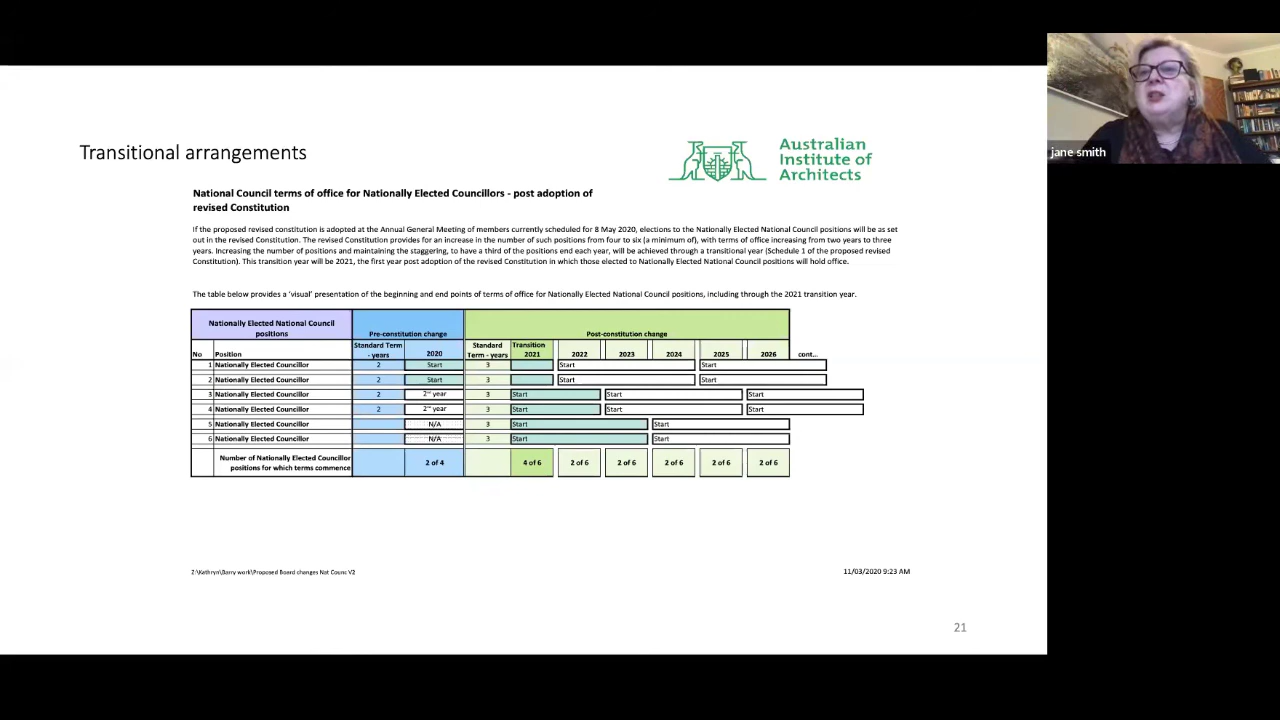 Transitional arrangements
Australian
Institute of
Architects
jane smith
National Council terms of office for Nationally Elected Councillors - post adoption of
revised Constitution
If the proposed revised constitution is adopted at the Annual General Meeting of members currently scheduled for 8 May 2020, elections to the Nationally Elected National Council positions will be as set
out in the revised Constitution. The revised Constitution provides for an increase in the number of such positions from four to six (a minimum of), with terms of office increasing from two years to three
years. Increasing the number of positions and maintaining the staggering, to have a third of the positions end each year, will be achieved through a transitional year (Schedule 1 of the proposed revised
Constitution). This transition year will be 2021, the first year post adoption of the revised Constitution in which those elected to Nationally Elected National Council positions will hold office.
The table below provides a 'visual' presentation of the beginning and end points of terms of office for Nationally Elected National Council positions, including through the 2021 transition year.
Nationally Elected National Council
positions
Pre-constitution change
Post-constitution change
Standard Term
- years
2020
Standard
Term - years
Transition
2021
2022
2023
2024
2025
2026
cont...
No Position
1 Nationally Elected Councillor 2 Start 3 Start Start
2 Nationally Elected Councillor 2 Start 3 Start Start
3 Nationally Elected Councillor 2 2nd year 3 Start Start Start
4 Nationally Elected Councillor 2 2nd year 3 Start Start Start
5 Nationally Elected Councillor N/A 3 Start Start
6 Nationally Elected Councillor N/A 3 Start Start
Number of Nationally Elected Councillor
positions for which terms commence
2 of 4 4 of 6 2 of 6 2 of 6 2 of 6 2 of 6 2 of 6
Z:\Kathryn\Barry work\Proposed Board changes Nat Counc V2
11/03/2020 9:23 AM
21